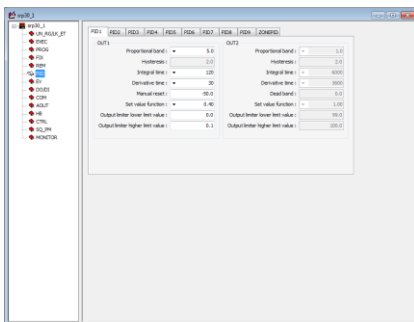 srp30_1
srp30_1
UN_RG/LK_ET
EXEC
PROG
FIX
REM
PID
EV
DO/DI
COM
AOUT
HB
CTRL
SQ_PM
MONITOR
PID1 PID2 PID3 PID4 PID5 PID6 PID7 PID8 PID9 ZONEPID
OUT1
Proportional band : 5.0
Hysteresis : 2.0
Integral time : 120
Derivative time : 30
Manual reset : -50.0
Set value function : 0.40
Output limiter lower limit value : 0.0
Output limiter higher limit value : 0.1
OUT2
Proportional band : 1.0
Hysteresis : 2.0
Integral time : 6000
Derivative time : 3600
Dead band : 0.0
Set value function : 1.00
Output limiter lower limit value :
Output limiter higher limit value : 100.0